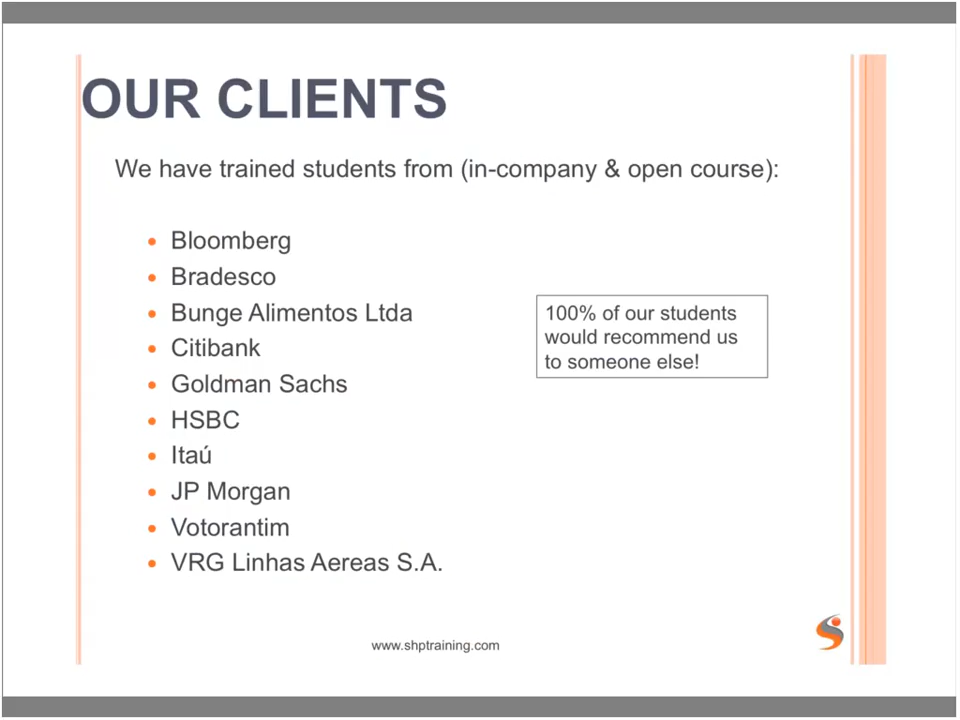 OUR CLIENTS
We have trained students from (in-company & open course):
• Bloomberg
• Bradesco
• Bunge Alimentos Ltda
• Citibank
• Goldman Sachs
• HSBC
• Itaú
• JP Morgan
• Votorantim
• VRG Linhas Aereas S.A.
100% of our students
would recommend us
to someone else!
www.shptraining.com